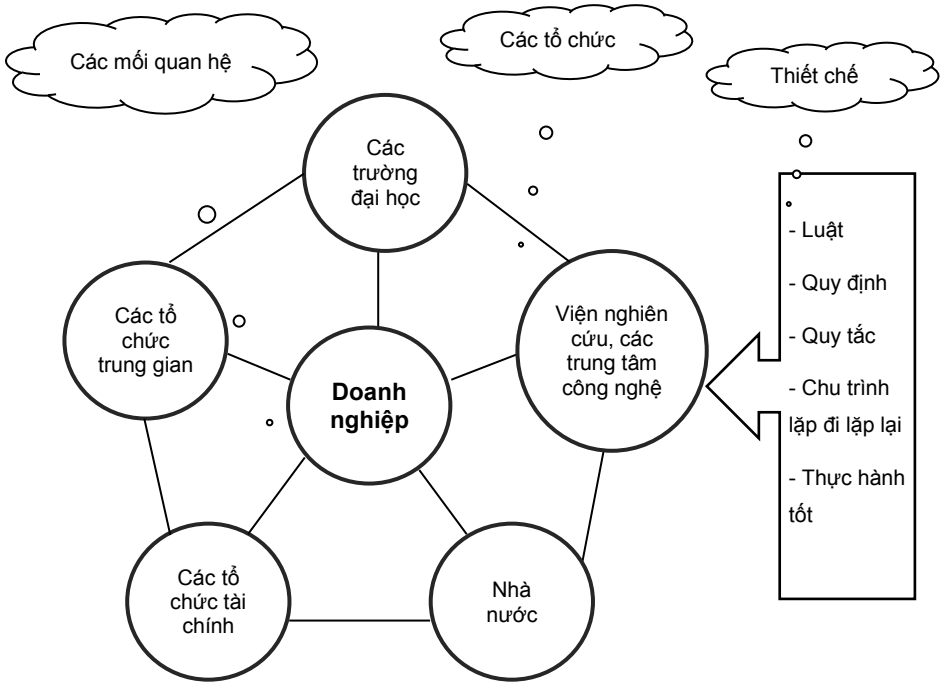 Các mối quan hệ
Các tổ chức
Thiết chế
Các
trường
đại học
Các tổ
chức
trung gian
Viện nghiên
cứu, các
trung tâm
công nghệ
Doanh
nghiệp
Các tổ
chức tài
chính
Nhà
nước
- Luật
- Quy định
- Quy tắc
- Chu trình
lặp đi lặp lại
- Thực hành
tốt